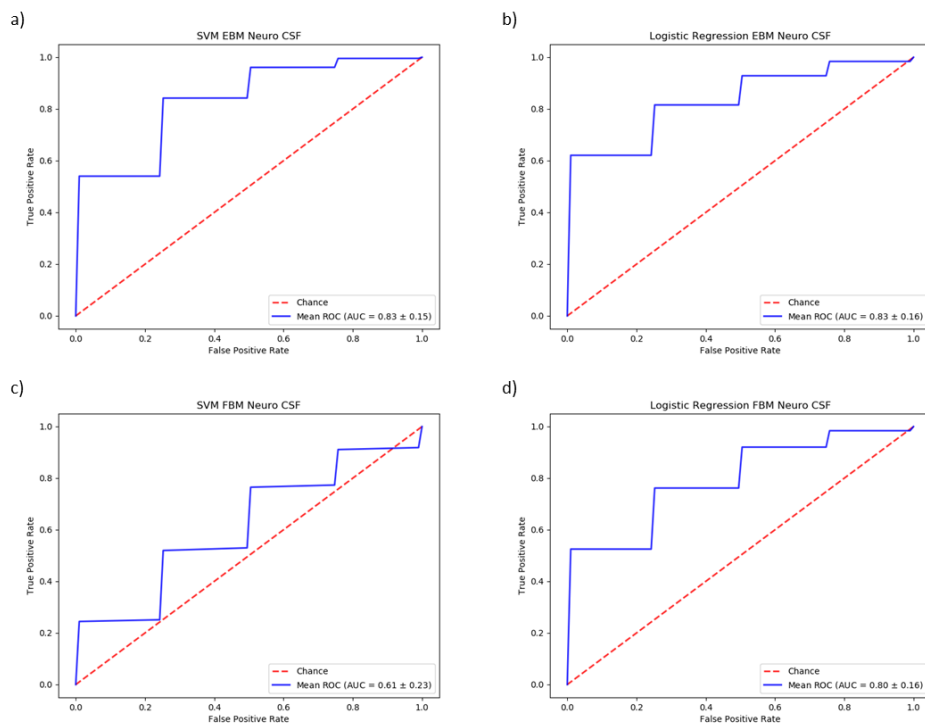 a)
SVM EBM Neuro CSF
1.0
0.8
0.6
0.4
0.2
0.0
True Positive Rate
0.0 0.2 0.4 0.6 0.8 1.0
False Positive Rate
Chance
Mean ROC (AUC = 0.83 ± 0.15)
b)
Logistic Regression EBM Neuro CSF
1.0
0.8
0.6
0.4
0.2
0.0
True Positive Rate
0.0 0.2 0.4 0.6 0.8 1.0
False Positive Rate
Chance
Mean ROC (AUC = 0.83 ± 0.16)
c)
SVM FBM Neuro CSF
1.0
0.8
0.6
0.4
0.2
0.0
True Positive Rate
0.0 0.2 0.4 0.6 0.8 1.0
False Positive Rate
Chance
Mean ROC (AUC = 0.61 ± 0.23)
d)
Logistic Regression FBM Neuro CSF
1.0
0.8
0.6
0.4
0.2
0.0
True Positive Rate
0.0 0.2 0.4 0.6 0.8 1.0
False Positive Rate
Chance
Mean ROC (AUC = 0.80 ± 0.16)